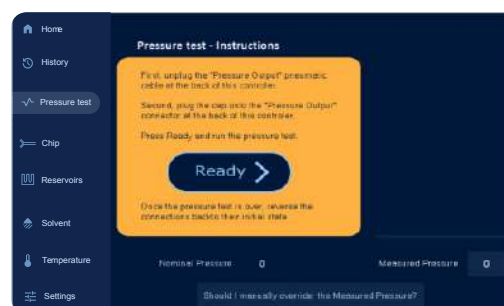 Home
History
Pressure test
Chip
Reservoirs
Solvent
Temperature
Settings
Pressure test - Instructions
First, unplug the "Pressure Output" pneumatic
cable at the back of this controler.
Second, plug the cap onto the "Pressure Output"
connector at the back of this controler.
Press Ready and run the pressure test.
Ready
Once the pressure test is over, reverse the
connections back to their initial state
Nominal Pressure: 0
Measured Pressure 0
Should I manually override the Measured Pressure?